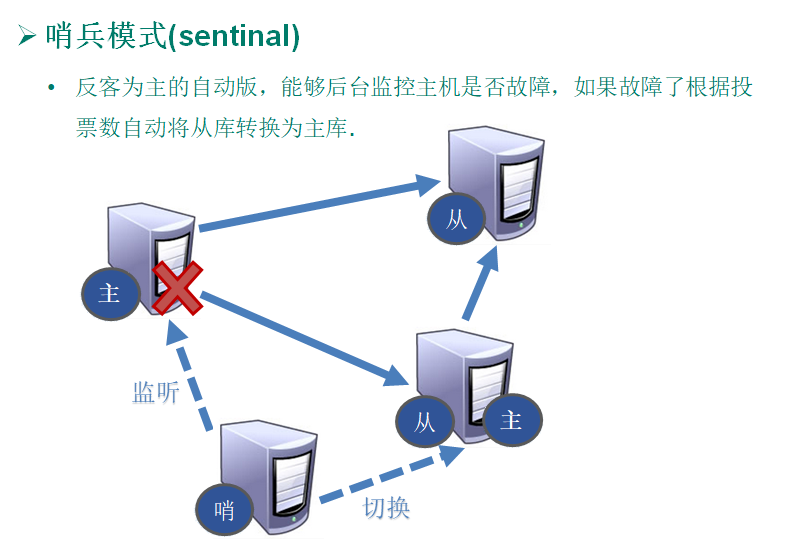 哨兵模式(sentinal)
反客为主的自动版，能够后台监控主机是否故障，如果故障了根据投
票数自动将从库转换为主库.
从
主
监听
从
主
哨
切换